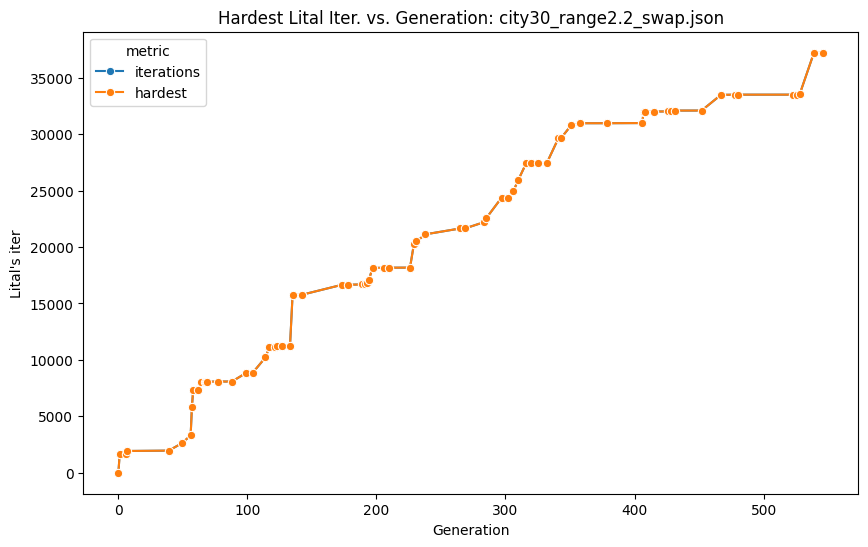 Hardest Lital Iter. vs. Generation: city30_range2.2_swap.json
metric
iterations
hardest
35000
30000
25000
20000
15000
10000
5000
0
Lital's iter
0 100 200 300 400 500
Generation